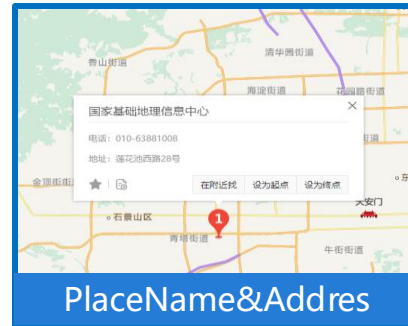 清华园街道
香山街道
海淀街道
花园路街道
国家基础地理信息中心
电话: 010-63881008
地址: 莲花池西路28号
街道
在附近找 设为起点 设为终点
金顶街街
天安门
石景山区
1
青塔街道
牛街街道
PlaceName&Addres